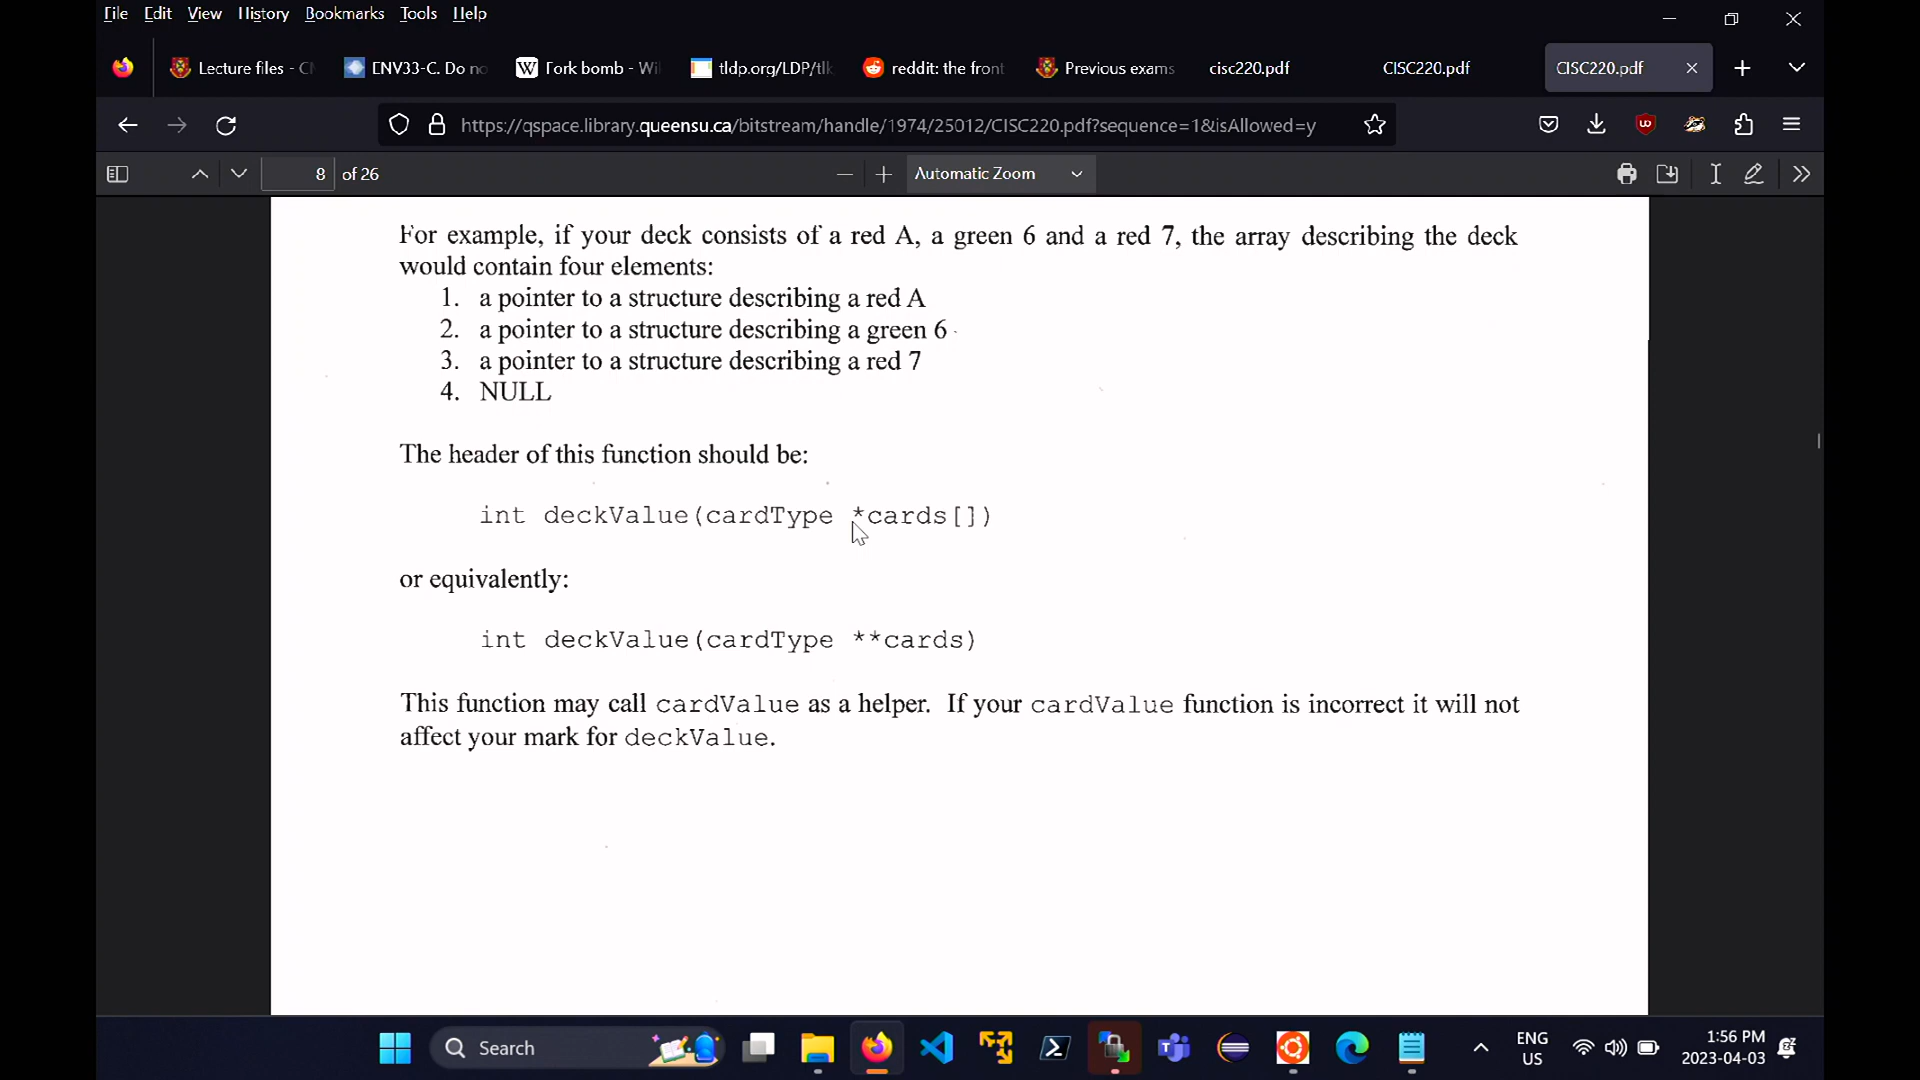 File Edit View History Bookmarks Tools Help
Lecture files - C
ENV33-C. Do no
Fork bomb - Wi
tldp.org/LDP/tlk
reddit: the front
Previous exams
cisc220.pdf
CISC220.pdf
CISC220.pdf
https://qspace.library.queensu.ca/bitstream/handle/1974/25012/CISC220.pdf?sequence=1&isAllowed=y
8 of 26
Automatic Zoom
For example, if your deck consists of a red A, a green 6 and a red 7, the array describing the deck
would contain four elements:
1. a pointer to a structure describing a red A
2. a pointer to a structure describing a green 6
3. a pointer to a structure describing a red 7
4. NULL
The header of this function should be:
int deckValue(cardType *cards[])
or equivalently:
int deckValue(cardType **cards)
This function may call cardValue as a helper. If your cardValue function is incorrect it will not
affect your mark for deckValue.
Search
ENG
US
1:56 PM
2023-04-03